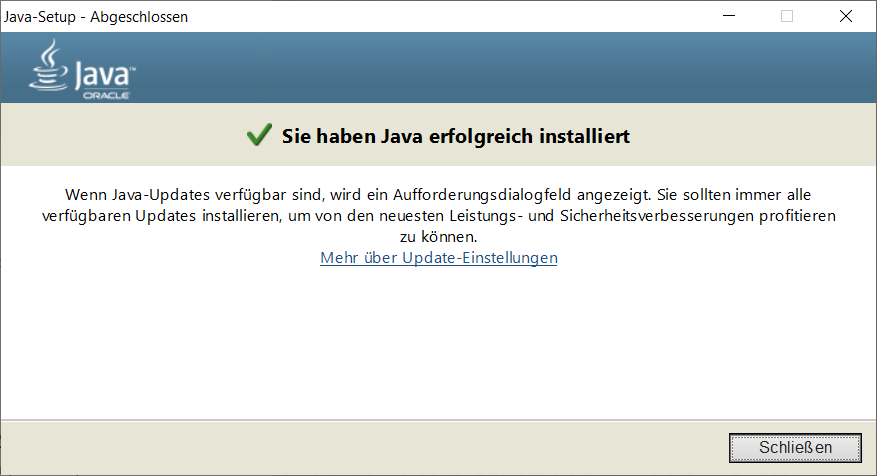 Java-Setup - Abgeschlossen
Java™
ORACLE
Sie haben Java erfolgreich installiert
Wenn Java-Updates verfügbar sind, wird ein Aufforderungsdialogfeld angezeigt. Sie sollten immer alle
verfügbaren Updates installieren, um von den neuesten Leistungs- und Sicherheitsverbesserungen profitieren
zu können.
Mehr über Update-Einstellungen
Schließen